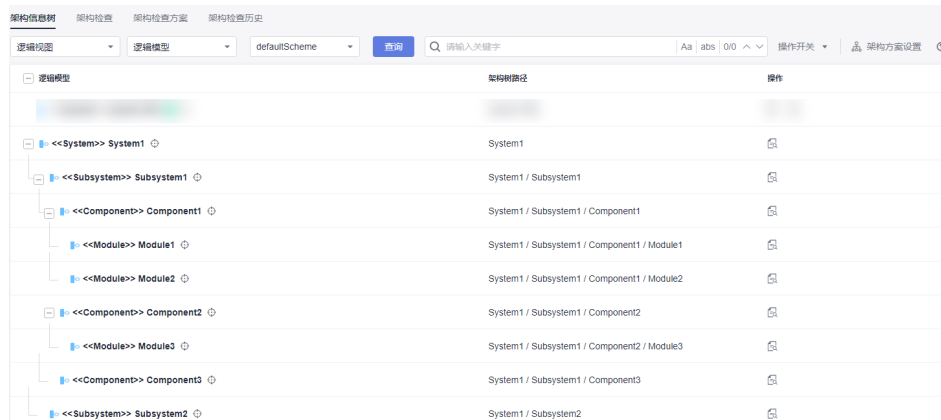 架构信息树 架构检查 架构检查方案 架构检查历史
逻辑视图 逻辑模型 defaultScheme 查询 请输入关键字 Aa abs 0/0 操作开关 架构方案设置
逻辑模型 架构树路径 操作
<<System>> System1 System1
<<Subsystem>> Subsystem1 System1 / Subsystem1
<<Component>> Component1 System1 / Subsystem1 / Component1
<<Module>> Module1 System1 / Subsystem1 / Component1 / Module1
<<Module>> Module2 System1 / Subsystem1 / Component1 / Module2
<<Component>> Component2 System1 / Subsystem1 / Component2
<<Module>> Module3 System1 / Subsystem1 / Component2 / Module3
<<Component>> Component3 System1 / Subsystem1 / Component3
<<Subsystem>> Subsystem2 System1 / Subsystem2